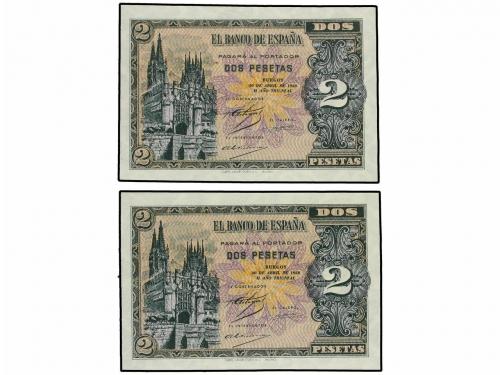 2
DOS
EL BANCO DE ESPAÑA
PAGARÁ AL PORTADOR
DOS PESETAS
BURGOS
30 DE ABRIL DE 1938
II AÑO TRIUNFAL
EL GOBERNADOR
2
EL CAJERO
EL INTERVENTOR
2
PESETAS
2
DOS
EL BANCO DE ESPAÑA
PAGARÁ AL PORTADOR
DOS PESETAS
BURGOS
30 DE ABRIL DE 1938
II AÑO TRIUNFAL
EL GOBERNADOR
2
EL CAJERO
EL INTERVENTOR
2
PESETAS